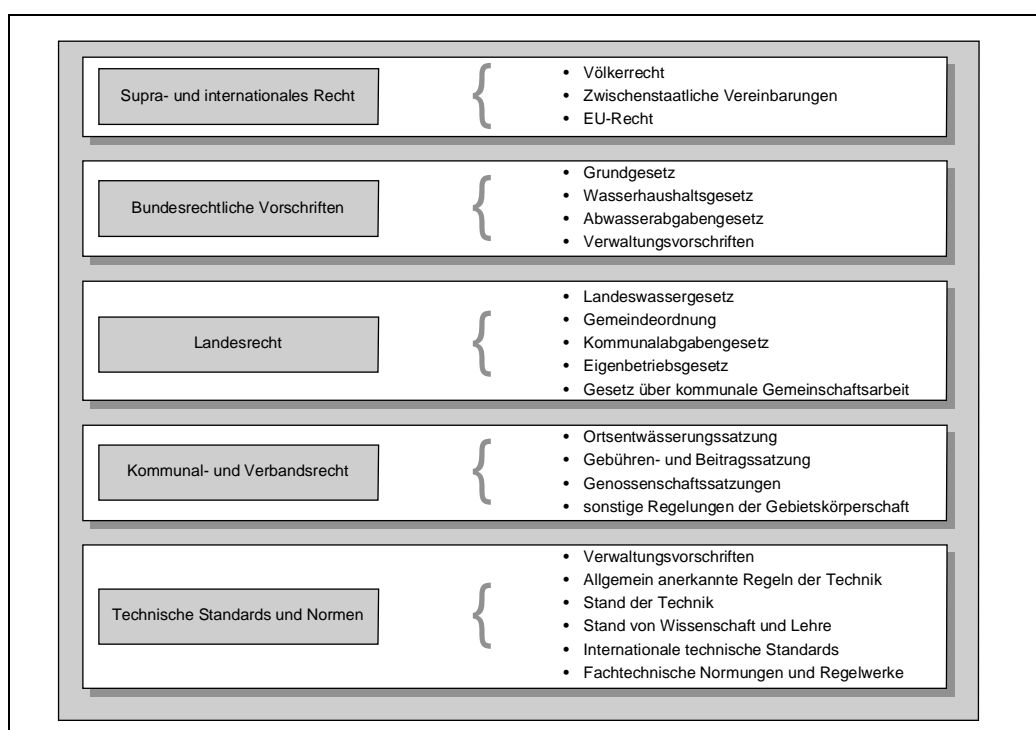 Supra- und internationales Recht
• Völkerrecht
• Zwischenstaatliche Vereinbarungen
• EU-Recht
Bundesrechtliche Vorschriften
• Grundgesetz
• Wasserhaushaltsgesetz
• Abwasserabgabengesetz
• Verwaltungsvorschriften
Landesrecht
• Landeswassergesetz
• Gemeindeordnung
• Kommunalabgabengesetz
• Eigenbetriebsgesetz
• Gesetz über kommunale Gemeinschaftsarbeit
Kommunal- und Verbandsrecht
• Ortsentwässerungssatzung
• Gebühren- und Beitragssatzung
• Genossenschaftssatzungen
• sonstige Regelungen der Gebietskörperschaft
Technische Standards und Normen
• Verwaltungsvorschriften
• Allgemein anerkannte Regeln der Technik
• Stand der Technik
• Stand von Wissenschaft und Lehre
• Internationale technische Standards
• Fachtechnische Normungen und Regelwerke